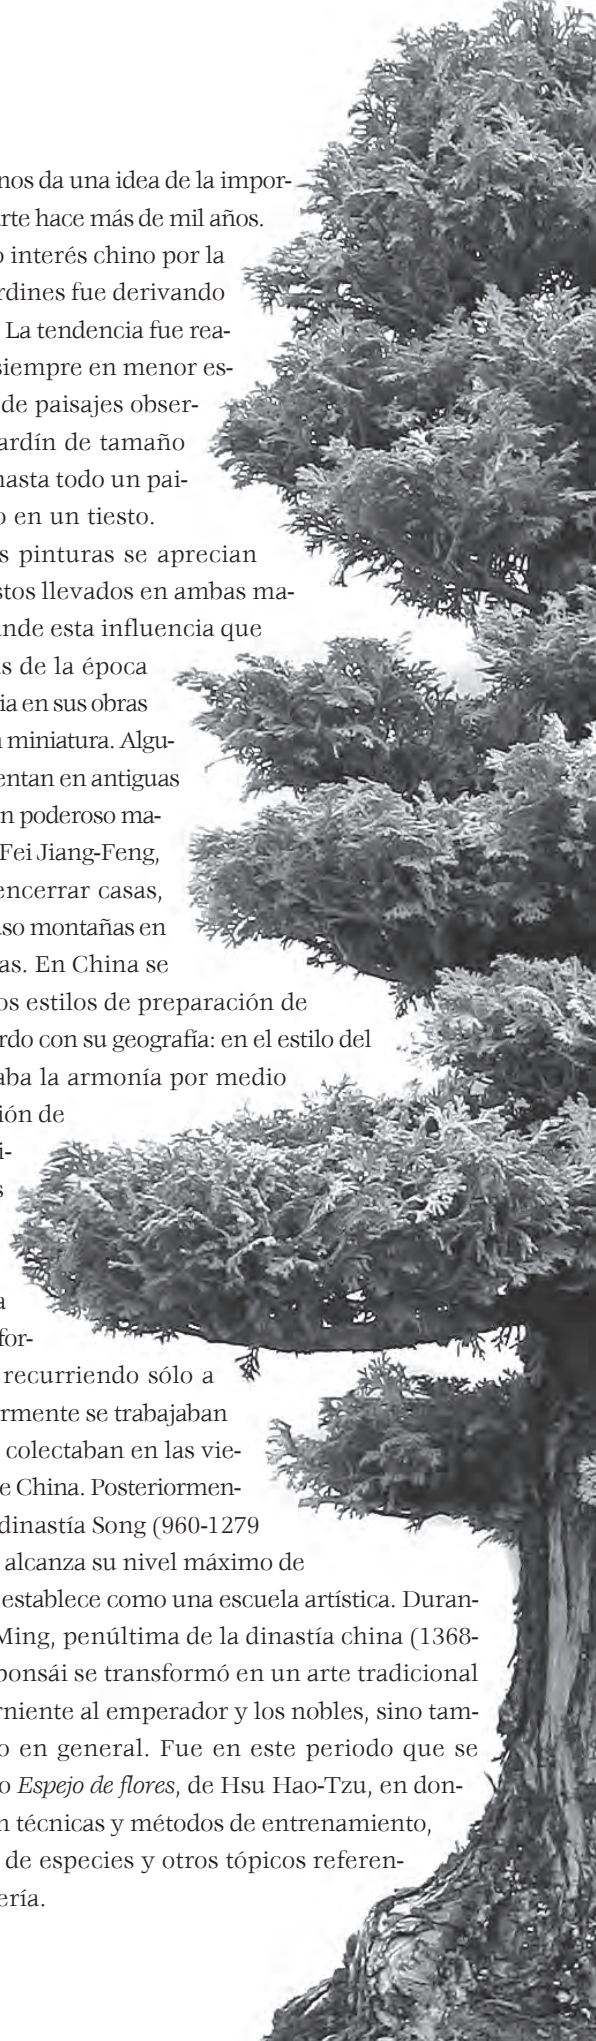 nos da una idea de la impor-
rte hace más de mil años.
interés chino por la
rdines fue derivando
La tendencia fue rea-
siempre en menor es-
de paisajes obser-
ardín de tamaño
hasta todo un pai-
o en un tiesto.
s pinturas se aprecian
stos llevados en ambas ma-
unde esta influencia que
s de la época
ia en sus obras
n miniatura. Algu-
entan en antiguas
n poderoso ma-
Fei Jiang-Feng,
encerrar casas,
uso montañas en
as. En China se
os estilos de preparación de
rdo con su geografía: en el estilo del
aba la armonía por medio
ión de
i-
s
a
for-
recurriendo sólo a
rmente se trabajaban
colectaban en las vie-
e China. Posteriormen-
dinastía Song (960-1279
alcanza su nivel máximo de
establece como una escuela artística. Duran-
Ming, penúltima de la dinastía china (1368-
bonsái se transformó en un arte tradicional
rniente al emperador y los nobles, sino tam-
o en general. Fue en este periodo que se
o Espejo de flores, de Hsu Hao-Tzu, en don-
n técnicas y métodos de entrenamiento,
de especies y otros tópicos referen-
ería.